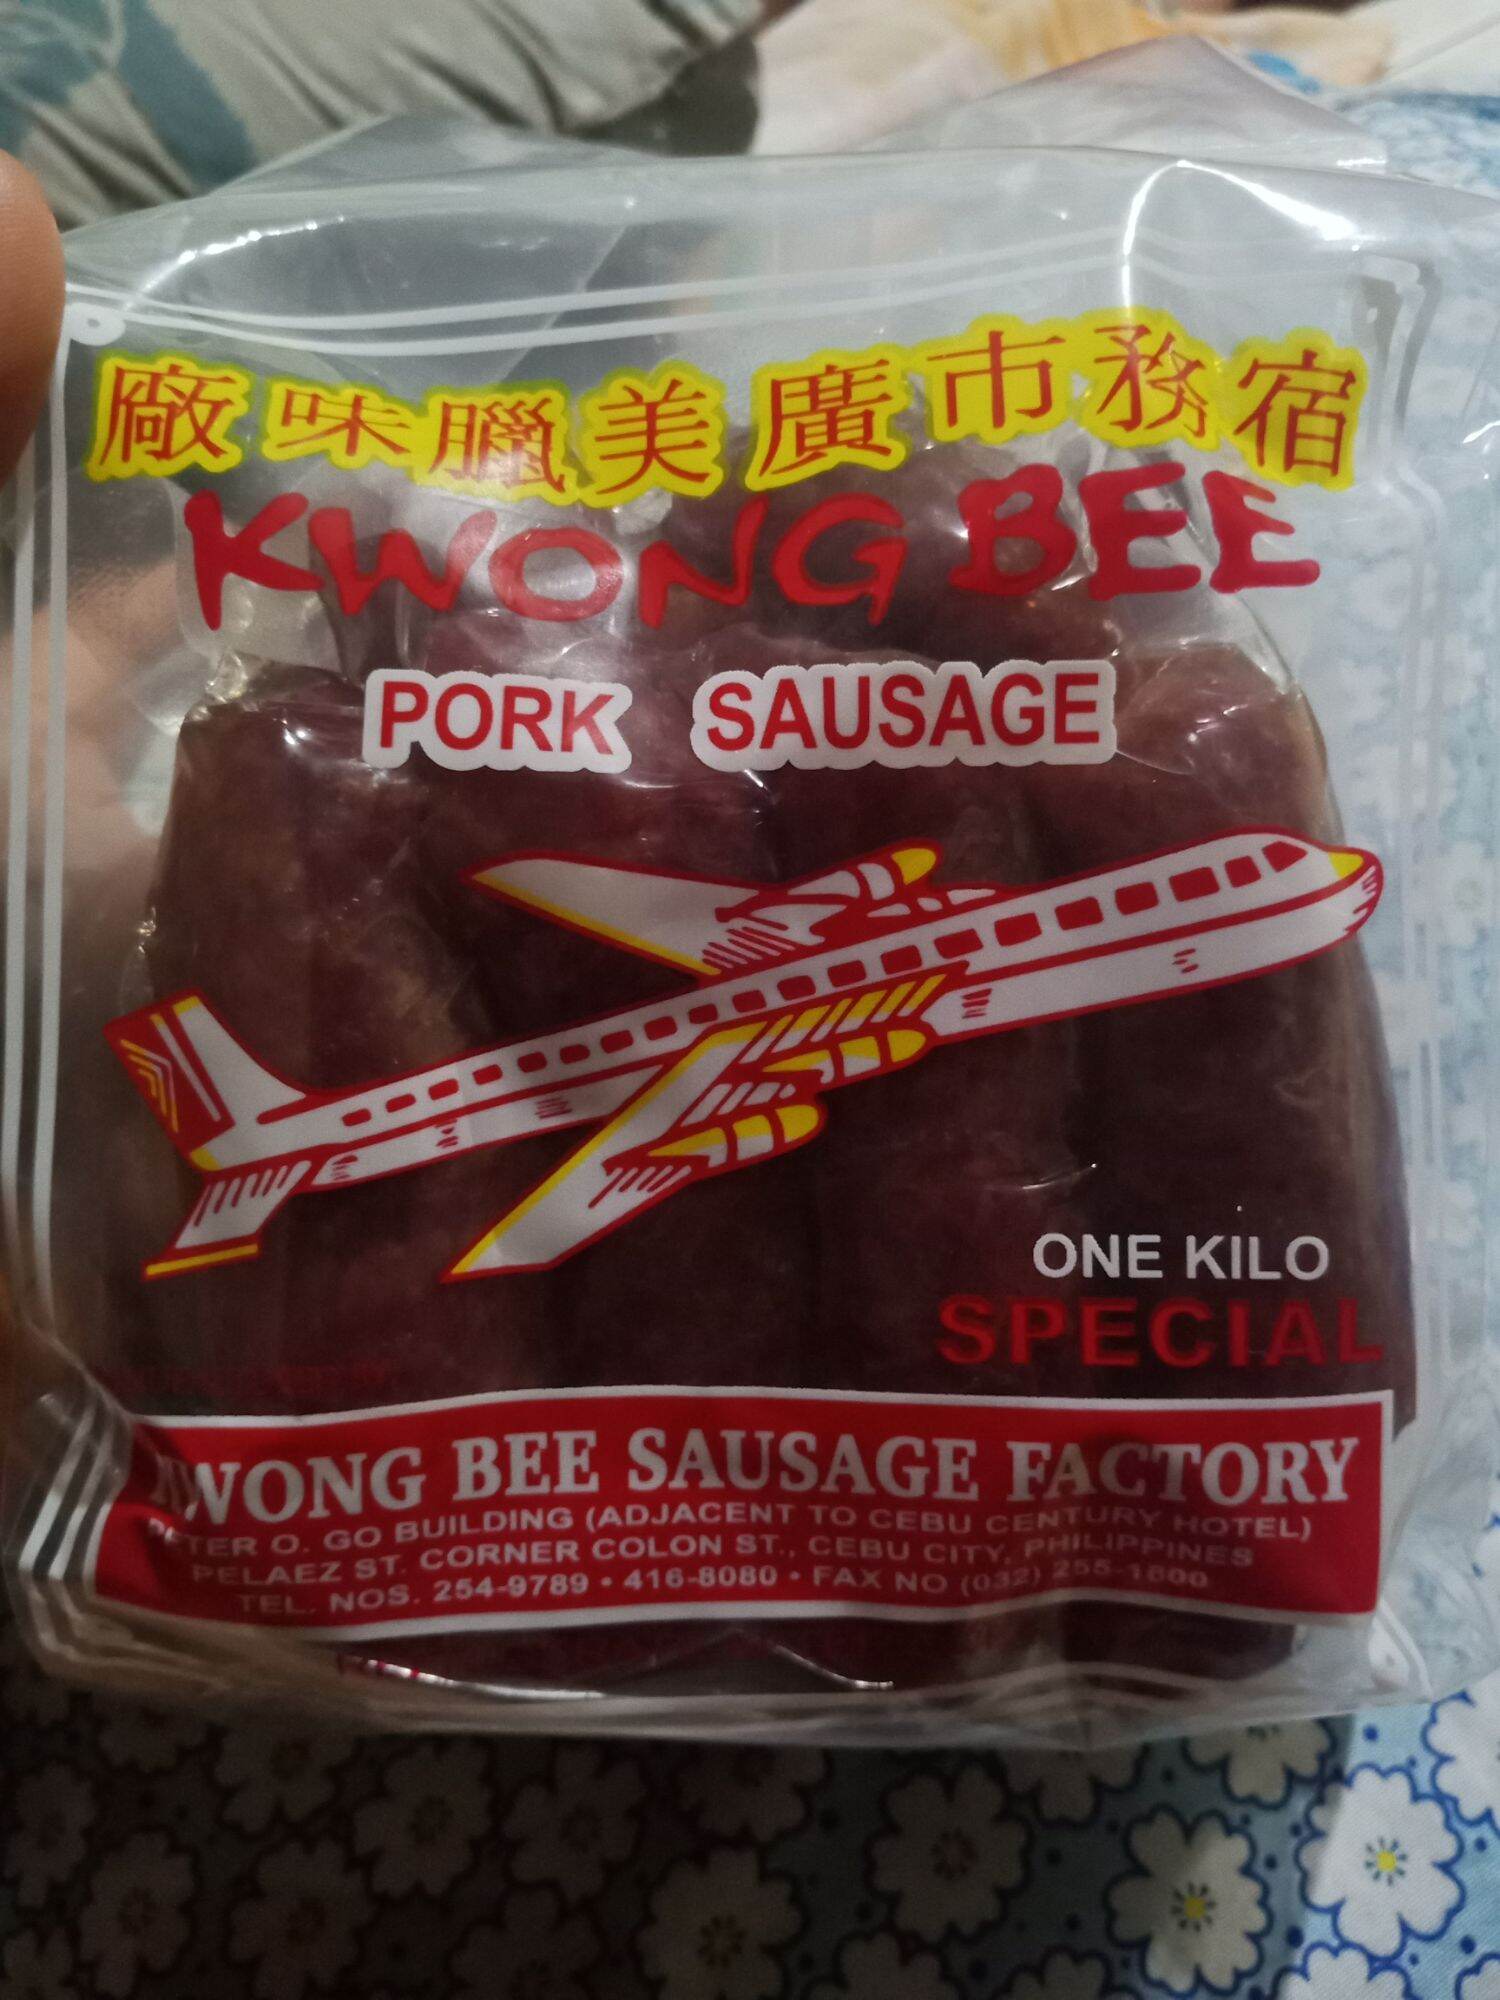 廠味臘美廣市務宿
KWONG BEE
PORK SAUSAGE
ONE KILO
SPECIAL
KWONG BEE SAUSAGE FACTORY
PETER O. GO BUILDING (ADJACENT TO CEBU CENTURY HOTEL)
PELAEZ ST. CORNER COLON ST., CEBU CITY, PHILIPPINES
TEL. NOS. 254-9789 • 416-8080 • FAX NO (032) 255-1800